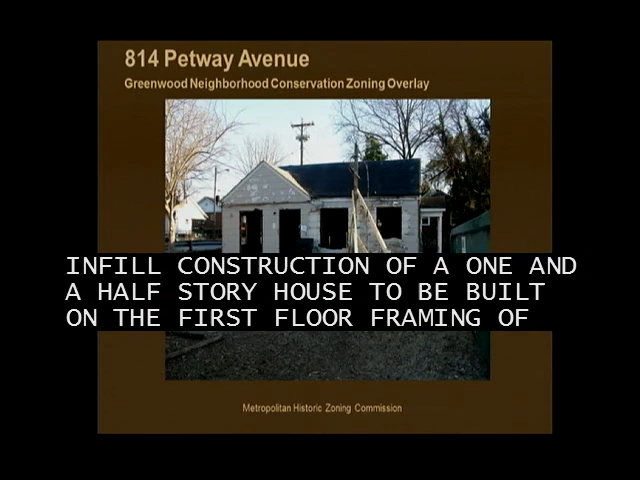 814 Petway Avenue
Greenwood Neighborhood Conservation Zoning Overlay
INFILL CONSTRUCTION OF A ONE AND
A HALF STORY HOUSE TO BE BUILT
ON THE FIRST FLOOR FRAMING OF
Metropolitan Historic Zoning Commission